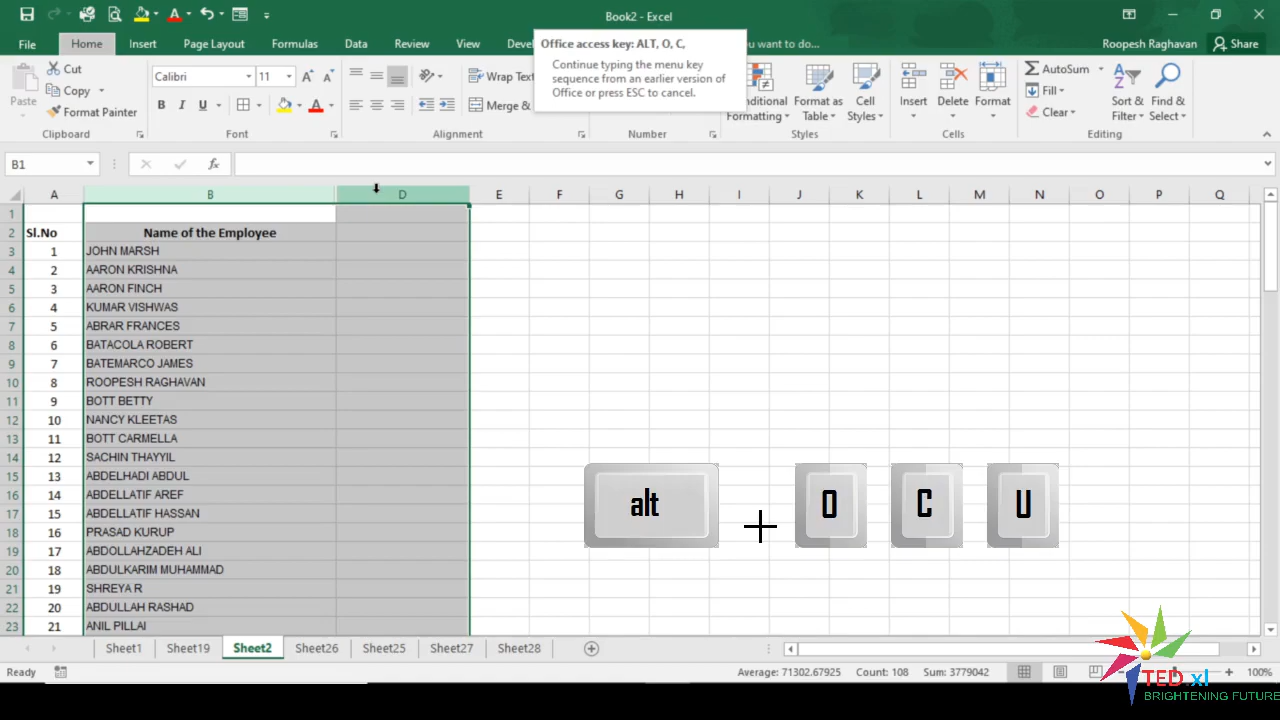 Book2 - Excel
File Home Insert Page Layout Formulas Data Review View Devel
Office access key: ALT, O, C,
Continue typing the menu key
sequence from an earlier version of
Office or press ESC to cancel.
want to do...
Roopesh Raghavan Share
Paste Cut
Copy
Format Painter
Clipboard
Calibri 11
B I U
Font
Wrap Text
Merge &
Alignment
Number
Conditional Formatting
Format as Table
Cell Styles
Styles
Insert Delete Format
Cells
AutoSum
Fill
Clear
Sort & Filter
Find & Select
Editing
B1 fx
A B D E F G H I J K L M N O P Q
1
2 Sl.No Name of the Employee
3 1 JOHN MARSH
4 2 AARON KRISHNA
5 3 AARON FINCH
6 4 KUMAR VISHWAS
7 5 ABRAR FRANCES
8 6 BATACOLA ROBERT
9 7 BATEMARCO JAMES
10 8 ROOPESH RAGHAVAN
11 9 BOTT BETTY
12 10 NANCY KLEETAS
13 11 BOTT CARMELLA
14 12 SACHIN THAYYIL
15 13 ABDELHADI ABDUL
16 14 ABDELLATIF AREF
17 15 ABDELLATIF HASSAN
18 16 PRASAD KURUP
19 17 ABDOLLAHZADEH ALI
20 18 ABDULKARIM MUHAMMAD
21 19 SHREYA R
22 20 ABDULLAH RASHAD
23 21 ANIL PILLAI
alt + O C U
Sheet1 Sheet19 Sheet2 Sheet26 Sheet25 Sheet27 Sheet28
Ready Average: 71302.67925 Count: 108 Sum: 3779042 100%
TED.xl
BRIGHTENING FUTURE